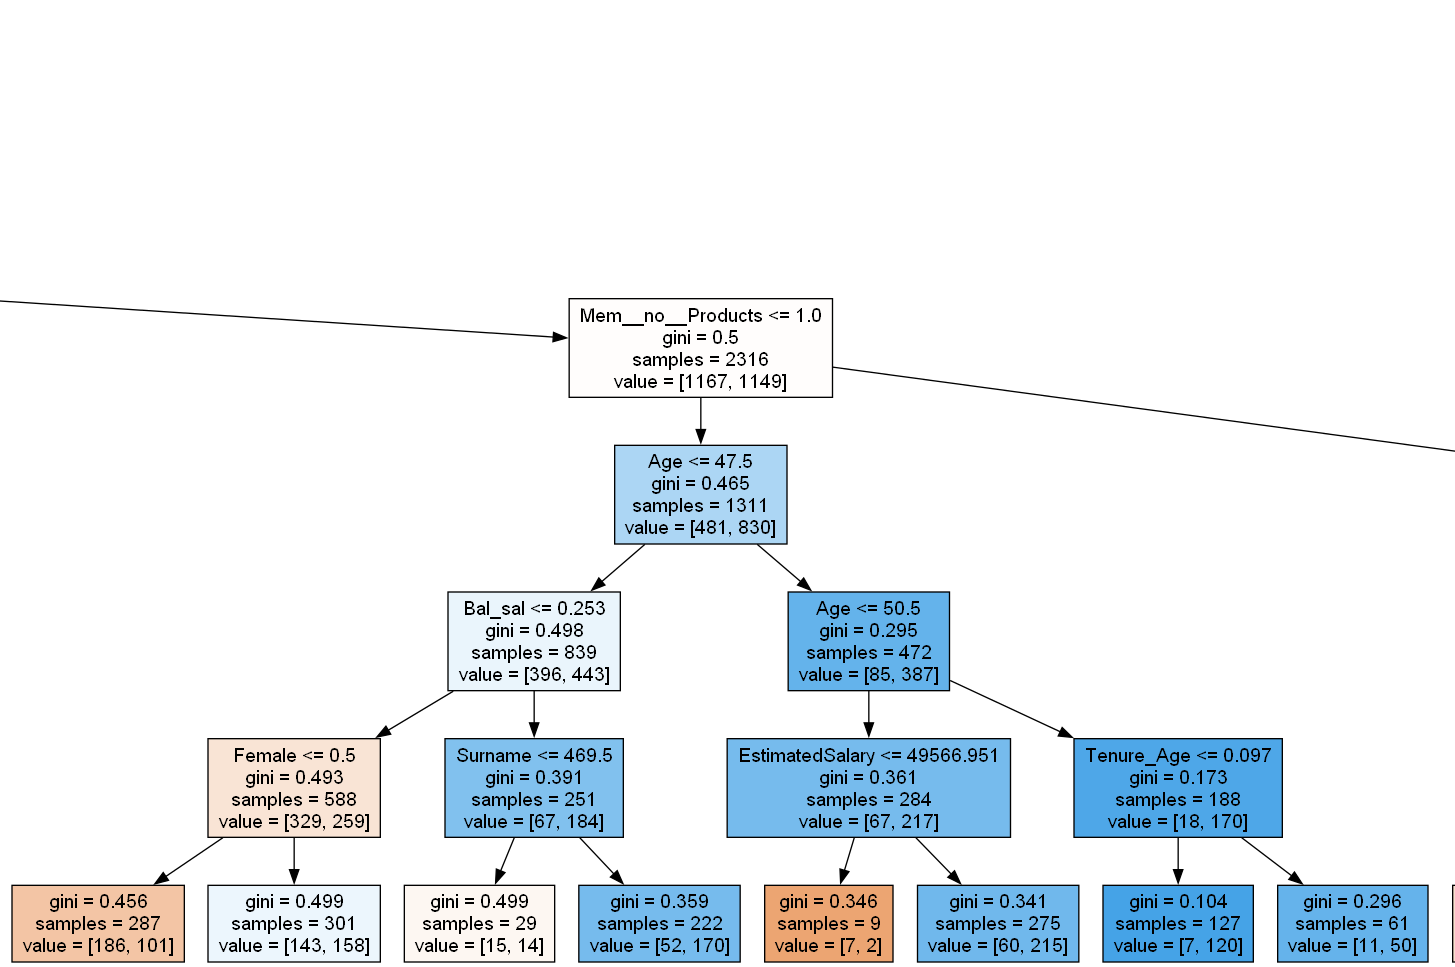 Mem__no__Products <= 1.0
gini = 0.5
samples = 2316
value = [1167, 1149]
Age <= 47.5
gini = 0.465
samples = 1311
value = [481, 830]
Bal_sal <= 0.253
gini = 0.498
samples = 839
value = [396, 443]
Age <= 50.5
gini = 0.295
samples = 472
value = [85, 387]
Female <= 0.5
gini = 0.493
samples = 588
value = [329, 259]
Surname <= 469.5
gini = 0.391
samples = 251
value = [67, 184]
EstimatedSalary <= 49566.951
gini = 0.361
samples = 284
value = [67, 217]
Tenure_Age <= 0.097
gini = 0.173
samples = 188
value = [18, 170]
gini = 0.456
samples = 287
value = [186, 101]
gini = 0.499
samples = 301
value = [143, 158]
gini = 0.499
samples = 29
value = [15, 14]
gini = 0.359
samples = 222
value = [52, 170]
gini = 0.346
samples = 9
value = [7, 2]
gini = 0.341
samples = 275
value = [60, 215]
gini = 0.104
samples = 127
value = [7, 120]
gini = 0.296
samples = 61
value = [11, 50]